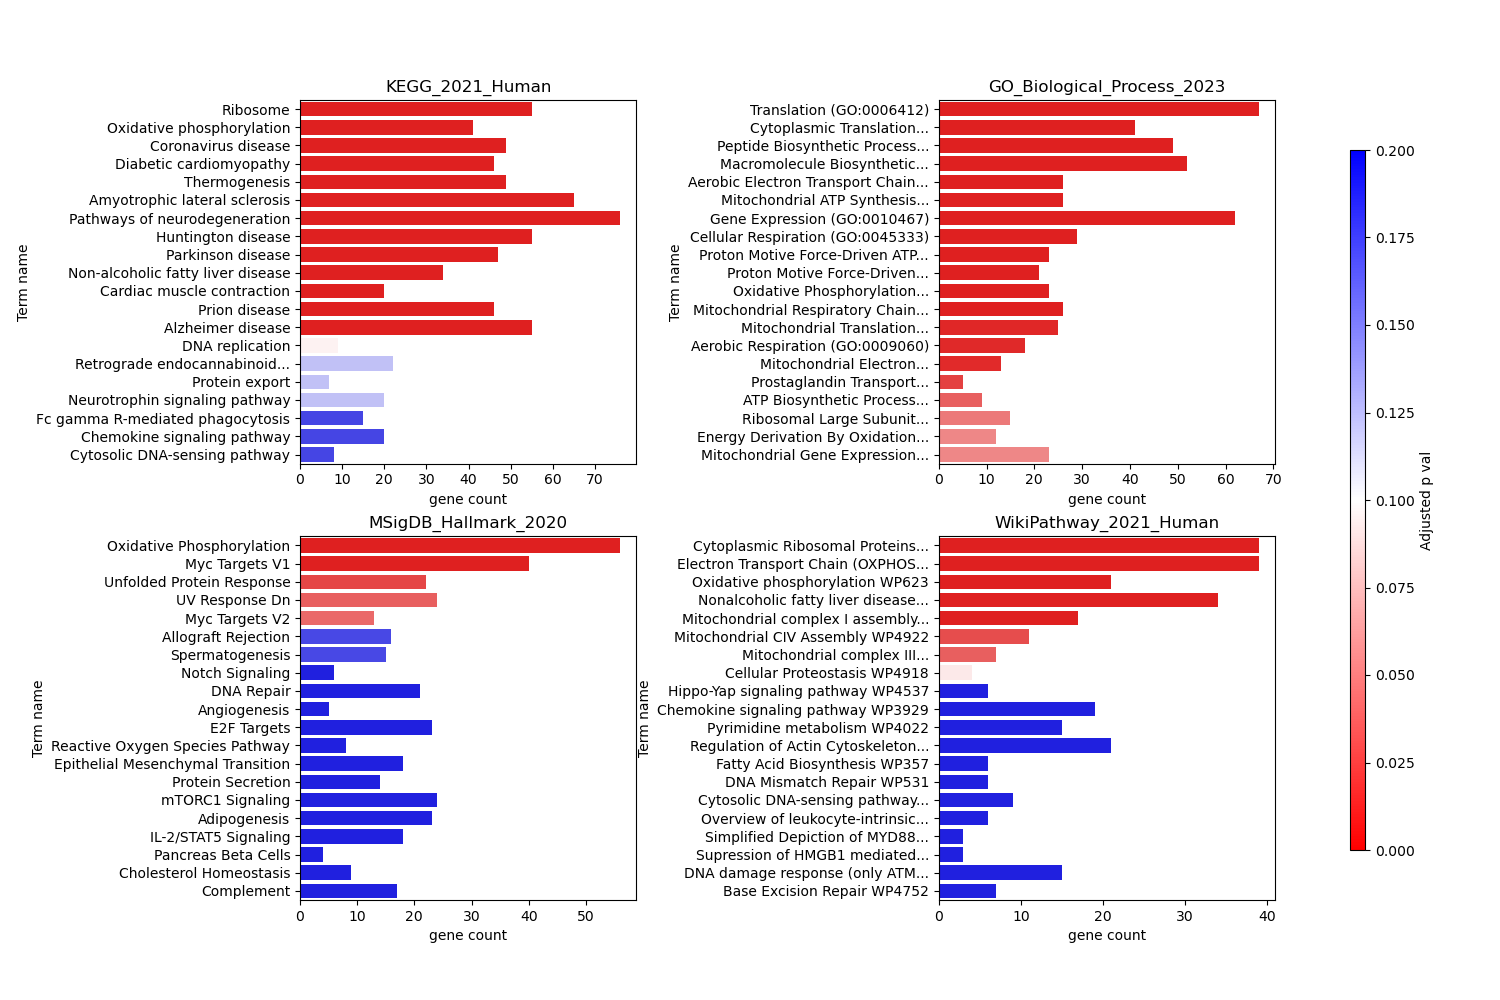 KEGG_2021_Human
Term name
Ribosome
Oxidative phosphorylation
Coronavirus disease
Diabetic cardiomyopathy
Thermogenesis
Amyotrophic lateral sclerosis
Pathways of neurodegeneration
Huntington disease
Parkinson disease
Non-alcoholic fatty liver disease
Cardiac muscle contraction
Prion disease
Alzheimer disease
DNA replication
Retrograde endocannabinoid...
Protein export
Neurotrophin signaling pathway
Fc gamma R-mediated phagocytosis
Chemokine signaling pathway
Cytosolic DNA-sensing pathway
0 10 20 30 40 50 60 70
gene count
GO_Biological_Process_2023
Term name
Translation (GO:0006412)
Cytoplasmic Translation...
Peptide Biosynthetic Process...
Macromolecule Biosynthetic...
Aerobic Electron Transport Chain...
Mitochondrial ATP Synthesis...
Gene Expression (GO:0010467)
Cellular Respiration (GO:0045333)
Proton Motive Force-Driven ATP...
Proton Motive Force-Driven...
Oxidative Phosphorylation...
Mitochondrial Respiratory Chain...
Mitochondrial Translation...
Aerobic Respiration (GO:0009060)
Mitochondrial Electron...
Prostaglandin Transport...
ATP Biosynthetic Process...
Ribosomal Large Subunit...
Energy Derivation By Oxidation...
Mitochondrial Gene Expression...
0 10 20 30 40 50 60 70
gene count
MSigDB_Hallmark_2020
Term name
Oxidative Phosphorylation
Myc Targets V1
Unfolded Protein Response
UV Response Dn
Myc Targets V2
Allograft Rejection
Spermatogenesis
Notch Signaling
DNA Repair
Angiogenesis
E2F Targets
Reactive Oxygen Species Pathway
Epithelial Mesenchymal Transition
Protein Secretion
mTORC1 Signaling
Adipogenesis
IL-2/STAT5 Signaling
Pancreas Beta Cells
Cholesterol Homeostasis
Complement
0 10 20 30 40 50
gene count
WikiPathway_2021_Human
Term name
Cytoplasmic Ribosomal Proteins...
Electron Transport Chain (OXPHOS...
Oxidative phosphorylation WP623
Nonalcoholic fatty liver disease...
Mitochondrial complex I assembly...
Mitochondrial CIV Assembly WP4922
Mitochondrial complex III...
Cellular Proteostasis WP4918
Hippo-Yap signaling pathway WP4537
Chemokine signaling pathway WP3929
Pyrimidine metabolism WP4022
Regulation of Actin Cytoskeleton...
Fatty Acid Biosynthesis WP357
DNA Mismatch Repair WP531
Cytosolic DNA-sensing pathway...
Overview of leukocyte-intrinsic...
Simplified Depiction of MYD88...
Supression of HMGB1 mediated...
DNA damage response (only ATM...
Base Excision Repair WP4752
0 10 20 30 40
gene count
0.200
0.175
0.150
0.125
0.100
0.075
0.050
0.025
0.000
Adjusted p val